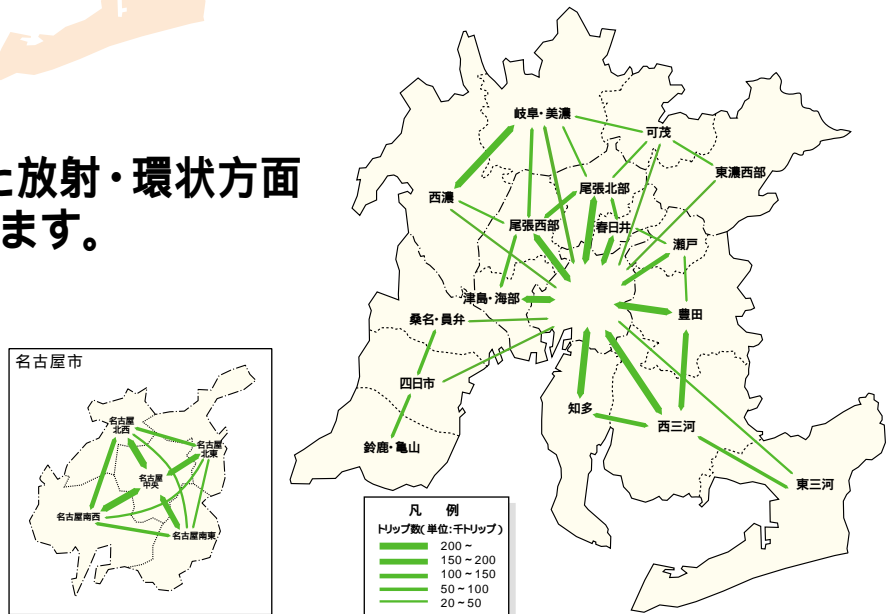 と放射・環状方面
ます。
岐阜・美濃
可茂
東濃西部
西濃
尾張北部
尾張西部
春日井
瀬戸
津島・海部
桑名・員弁
豊田
四日市
知多
西三河
鈴鹿・亀山
東三河
名古屋市
名古屋
北西
名古屋
北東
名古屋
中央
名古屋南西
名古屋南東
凡 例
トリップ数(単位:千トリップ)
200~
150~200
100~150
50~100
20~50